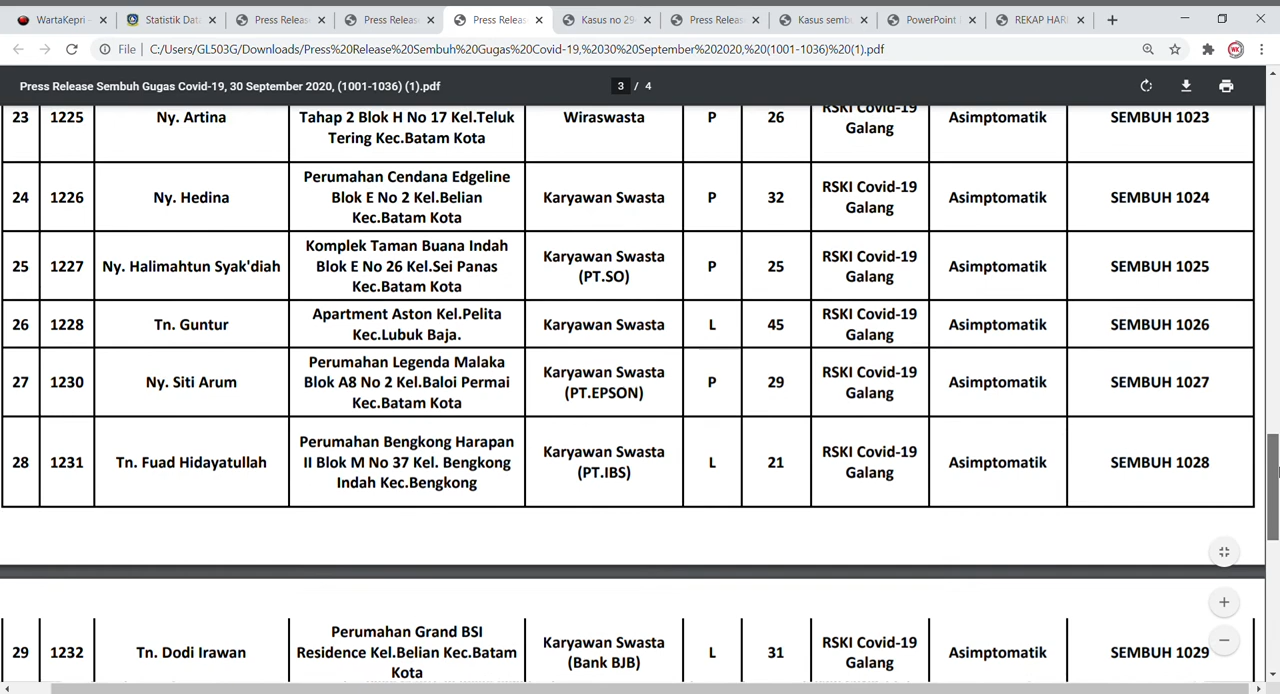 WartaKepri -
Statistik Dat
Press Releas
Press Releas
Press Releas
Kasus no 29
Press Releas
Kasus semb
PowerPoint
REKAP HARI
File | C:/Users/GL503G/Downloads/Press%20Release%20Sembuh%20Gugas%20Covid-19,%2030%20September%202020,%20(1001-1036)%20(1).pdf
Press Release Sembuh Gugas Covid-19, 30 September 2020, (1001-1036) (1).pdf
3 / 4
23 1225 Ny. Artina
Tahap 2 Blok H No 17 Kel.Teluk
Tering Kec.Batam Kota
Wiraswasta P 26
RSKI Covid-19
Galang
Asimptomatik SEMBUH 1023
24 1226 Ny. Hedina
Perumahan Cendana Edgeline
Blok E No 2 Kel.Belian
Kec.Batam Kota
Karyawan Swasta P 32
RSKI Covid-19
Galang
Asimptomatik SEMBUH 1024
25 1227 Ny. Halimahtun Syak'diah
Komplek Taman Buana Indah
Blok E No 26 Kel.Sei Panas
Kec.Batam Kota
Karyawan Swasta
(PT.SO)
P 25
RSKI Covid-19
Galang
Asimptomatik SEMBUH 1025
26 1228 Tn. Guntur
Apartment Aston Kel.Pelita
Kec.Lubuk Baja.
Karyawan Swasta L 45
RSKI Covid-19
Galang
Asimptomatik SEMBUH 1026
27 1230 Ny. Siti Arum
Perumahan Legenda Malaka
Blok A8 No 2 Kel.Baloi Permai
Kec.Batam Kota
Karyawan Swasta
(PT.EPSON)
P 29
RSKI Covid-19
Galang
Asimptomatik SEMBUH 1027
28 1231 Tn. Fuad Hidayatullah
Perumahan Bengkong Harapan
II Blok M No 37 Kel. Bengkong
Indah Kec.Bengkong
Karyawan Swasta
(PT.IBS)
L 21
RSKI Covid-19
Galang
Asimptomatik SEMBUH 1028
29 1232 Tn. Dodi Irawan
Perumahan Grand BSI
Residence Kel.Belian Kec.Batam
Kota
Karyawan Swasta
(Bank BJB)
L 31
RSKI Covid-19
Galang
Asimptomatik SEMBUH 1029